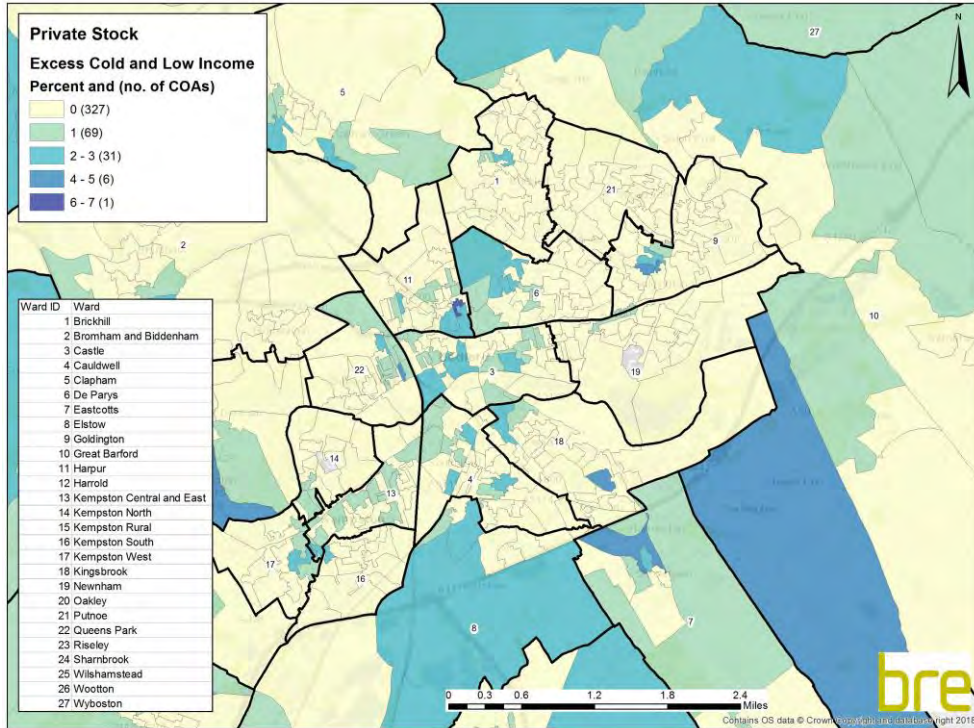 Private Stock
Excess Cold and Low Income
Percent and (no. of COAs)
0 (327)
1 (69)
2 - 3 (31)
4 - 5 (6)
6 - 7 (1)
N
27
5
1
21
9
2
11
6
10
22
3
19
14
18
13
4
17
16
7
8
Ward ID Ward
1 Brickhill
2 Bromham and Biddenham
3 Castle
4 Cauldwell
5 Clapham
6 De Parys
7 Eastcotts
8 Elstow
9 Goldington
10 Great Barford
11 Harpur
12 Harrold
13 Kempston Central and East
14 Kempston North
15 Kempston Rural
16 Kempston South
17 Kempston West
18 Kingsbrook
19 Newnham
20 Oakley
21 Putnoe
22 Queens Park
23 Riseley
24 Sharnbrook
25 Wilshamstead
26 Wootton
27 Wyboston
0 0.3 0.6 1.2 1.8 2.4
Miles
bre
Contains OS data © Crown Copyright and database right 2016